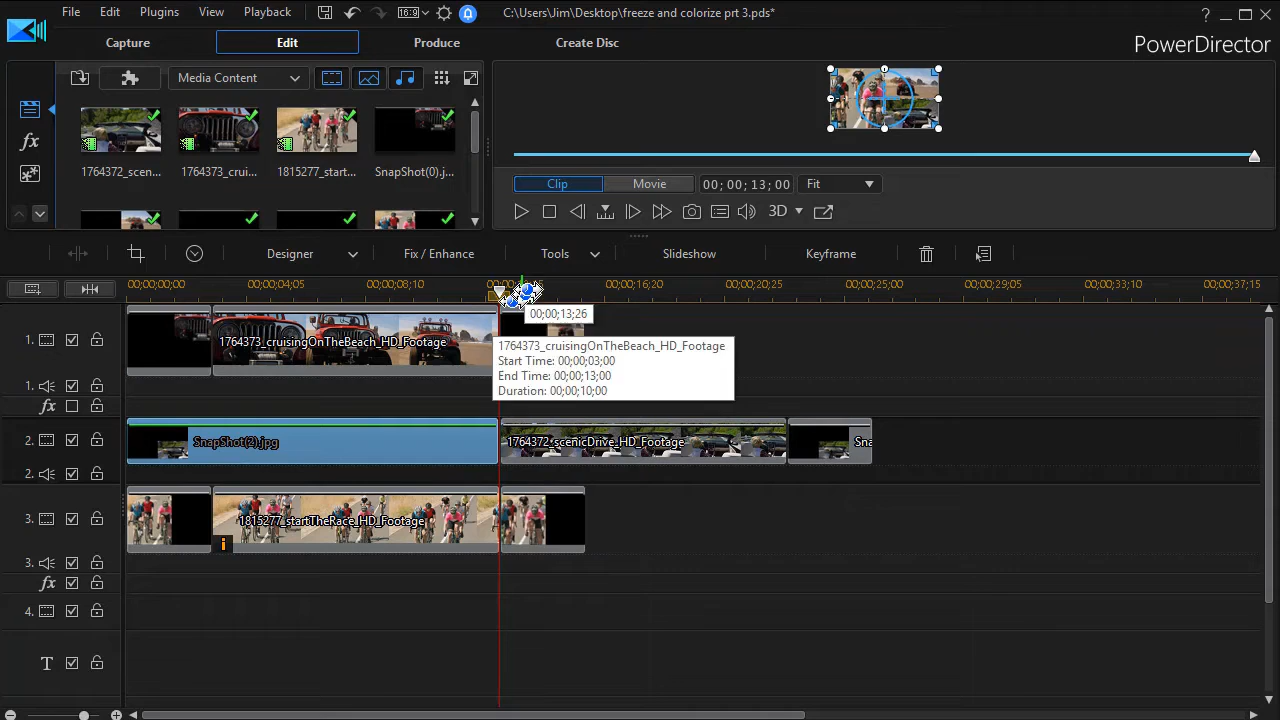 File Edit Plugins View Playback 16:9 C:\Users\Jim\Desktop\freeze and colorize prt 3.pds* ?
Capture Edit Produce Create Disc PowerDirector
Media Content
fx
1764372_scen... 1764373_crui... 1815277_start... SnapShot(0).j...
Clip Movie 00; 00; 13; 00 Fit
3D
Designer Fix / Enhance Tools Slideshow Keyframe
00;00;00;00 00;00;04;05 00;00;08;10 00;00;16;20 00;00;20;25 00;00;25;00 00;00;29;05 00;00;33;10 00;00;37;15
00;00;13;26
1. 1764373_cruisingOnTheBeach_HD_Footage
1764373_cruisingOnTheBeach_HD_Footage
Start Time: 00;00;03;00
End Time: 00;00;13;00
Duration: 00;00;10;00
1.
fx
2. SnapShot(2).jpg 1764372_scenicDrive_HD_Footage Sna
2.
3. 1815277_startTheRace_HD_Footage
i
3.
fx
4.
T